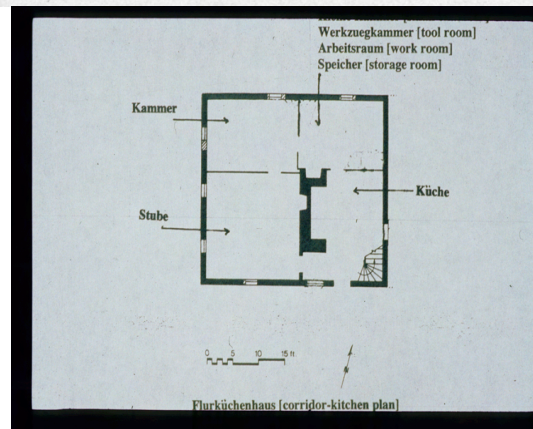 Werkzuegkammer [tool room]
Arbeitsraum [work room]
Speicher [storage room]
Kammer
Küche
Stube
0 5 10 15 ft
Flurküchenhaus [corridor-kitchen plan]